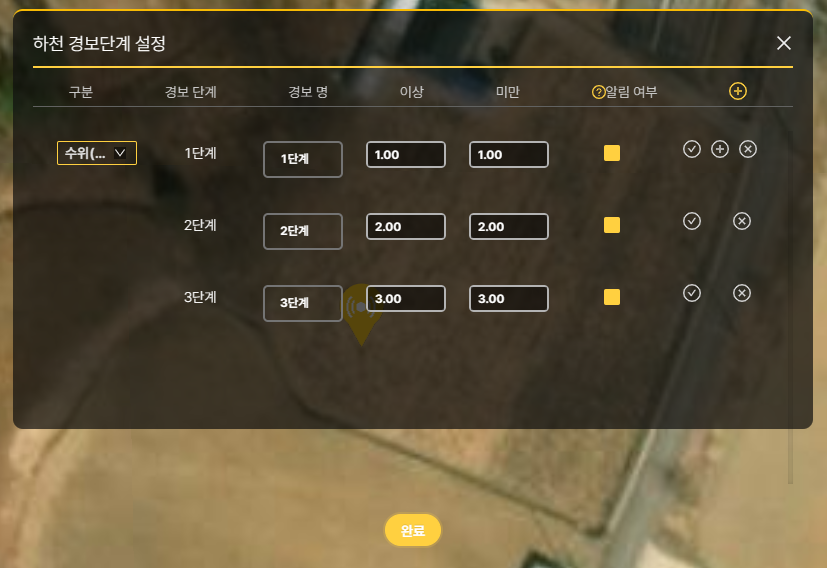 하천 경보단계 설정
구분 경보 단계 경보 명 이상 미만 ?알림 여부
수위(... 1단계 1단계 1.00 1.00
2단계 2단계 2.00 2.00
3단계 3단계 3.00 3.00
완료